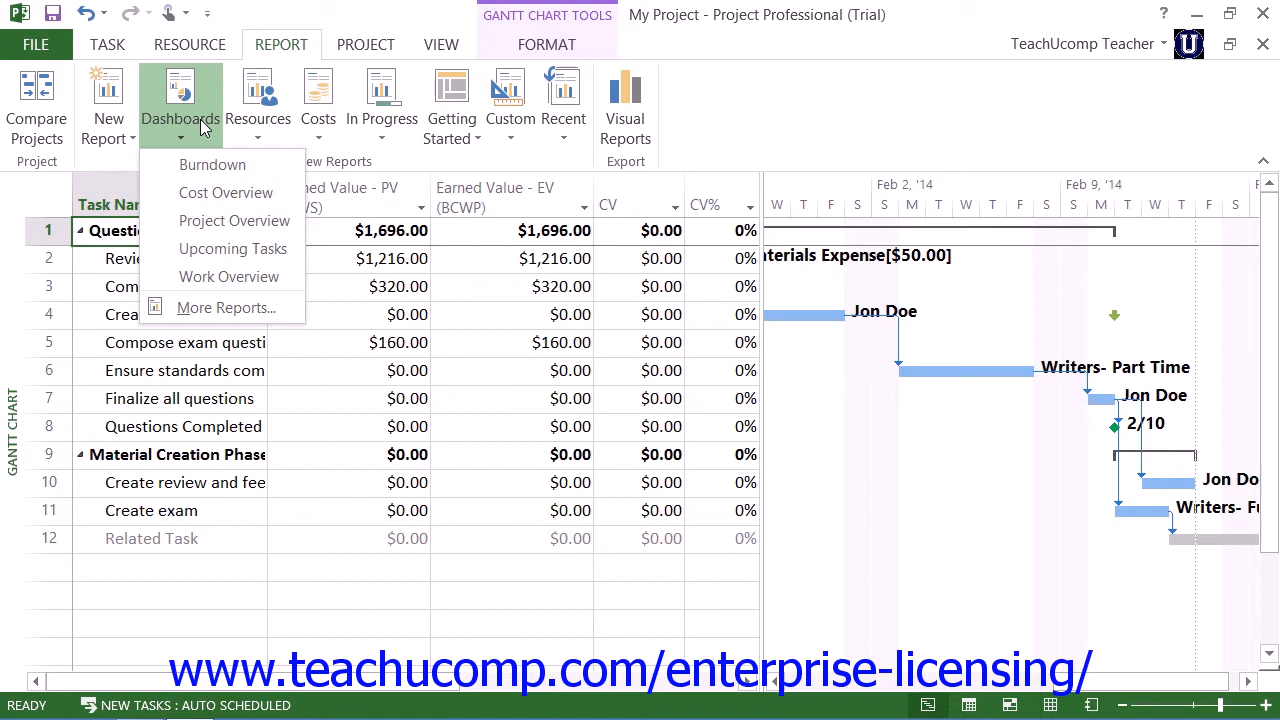 GANTT CHART TOOLS
My Project - Project Professional (Trial)
FILE
TASK
RESOURCE
REPORT
PROJECT
VIEW
FORMAT
TeachUcomp Teacher
Compare Projects
New Report
Dashboards
Resources
Costs
In Progress
Getting Started
Custom
Recent
Visual Reports
Project
Export
Burndown
Cost Overview
Project Overview
Upcoming Tasks
Work Overview
More Reports...
CV
CV%
Earned Value - EV (BCWP)
1 $1,696.00 $1,696.00 $0.00 0%
2 $1,216.00 $1,216.00 $0.00 0%
3 $320.00 $320.00 $0.00 0%
4 $0.00 $0.00 $0.00 0%
5 Compose exam questi $160.00 $160.00 $0.00 0%
6 Ensure standards com $0.00 $0.00 $0.00 0%
7 Finalize all questions $0.00 $0.00 $0.00 0%
8 Questions Completed $0.00 $0.00 $0.00 0%
9 Material Creation Phase $0.00 $0.00 $0.00 0%
10 Create review and fee $0.00 $0.00 $0.00 0%
11 Create exam $0.00 $0.00 $0.00 0%
12 Related Task $0.00 $0.00 $0.00 0%
Feb 2, '14
Feb 9, '14
W T F S S M T W T F S S M T W T F S
terials Expense[$50.00]
Jon Doe
Writers- Part Time
Jon Doe
2/10
Jon Do
Writers- F
GANTT CHART
www.teachucomp.com/enterprise-licensing/
READY
NEW TASKS : AUTO SCHEDULED